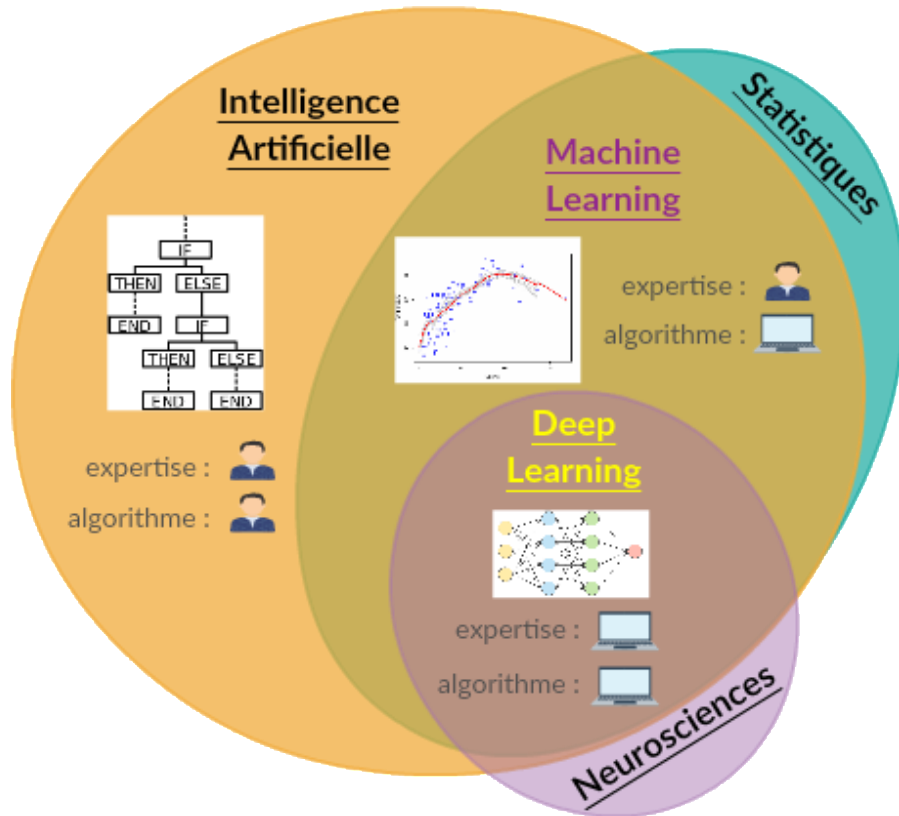 Intelligence
Artificielle
Statistiques
Machine
Learning
IF
THEN ELSE
END IF
THEN ELSE
END END
expertise :
algorithme :
expertise :
algorithme :
Deep
Learning
expertise :
algorithme :
Neurosciences